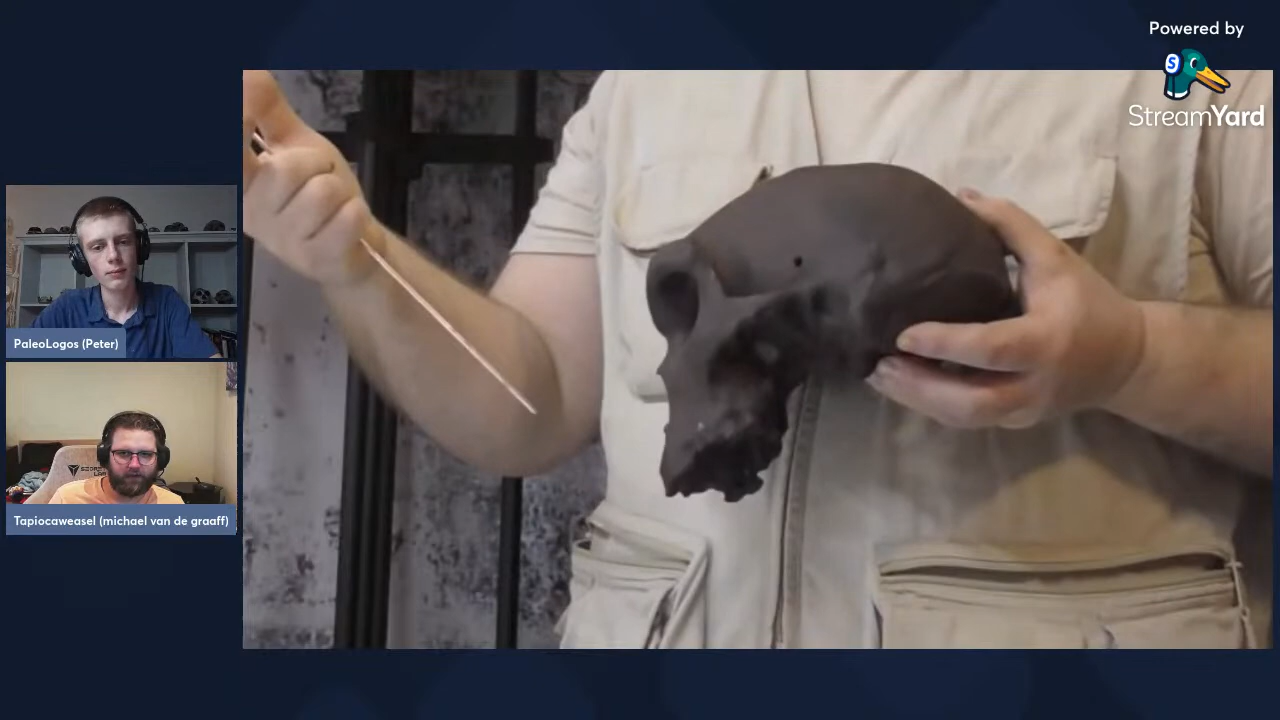 Powered by
S
StreamYard
PaleoLogos (Peter)
Tapiocaweasel (michael van de graaff)